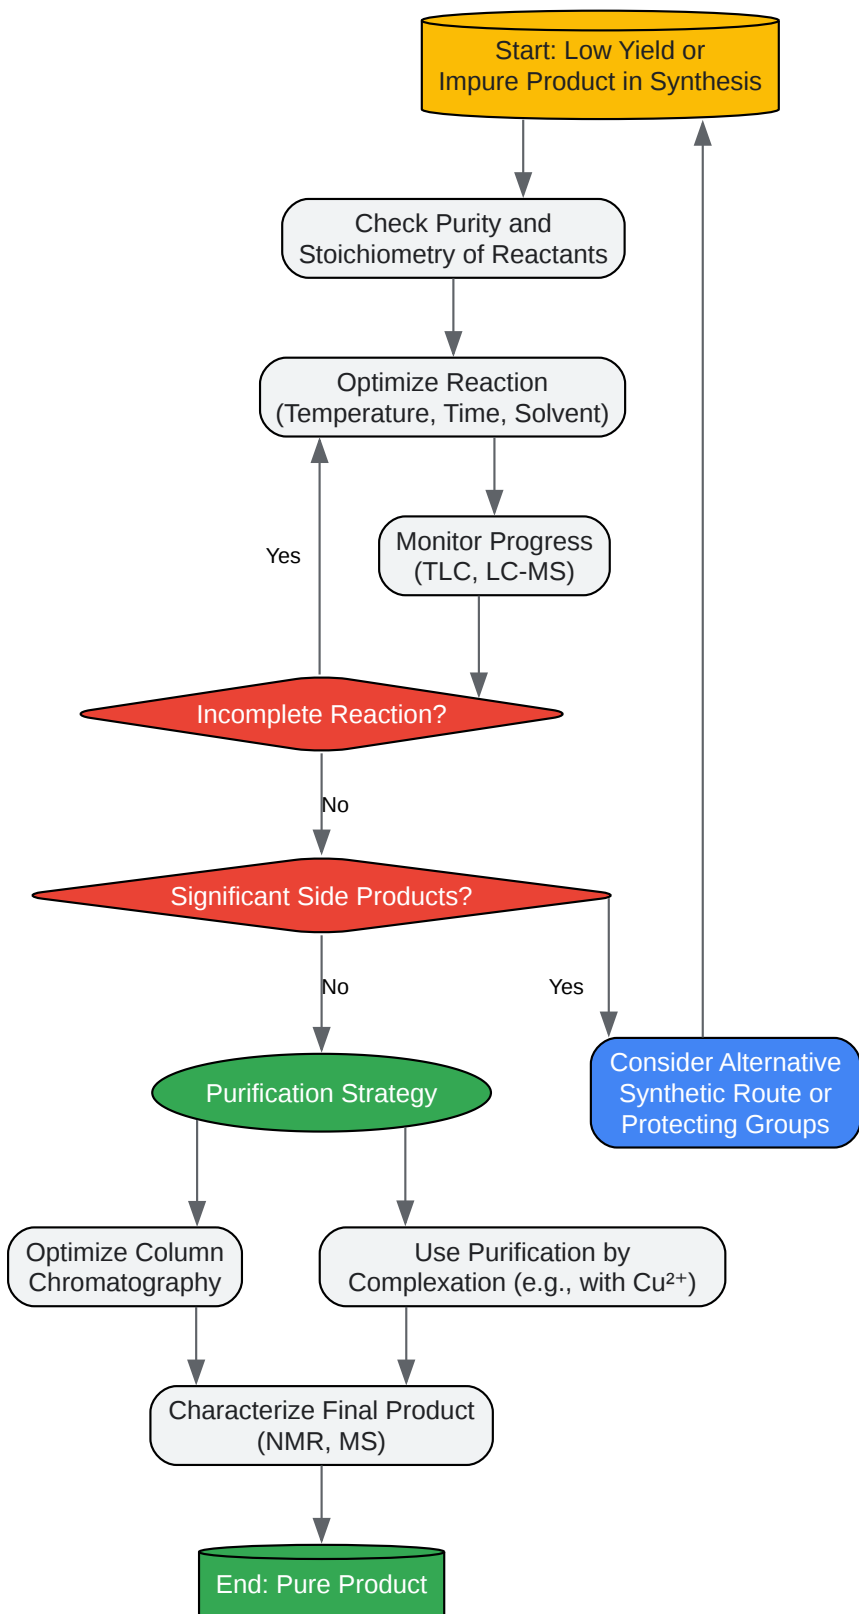 Start: Low Yield or
Impure Product in Synthesis
Check Purity and
Stoichiometry of Reactants
Optimize Reaction
(Temperature, Time, Solvent)
Monitor Progress
(TLC, LC-MS)
Yes
Incomplete Reaction?
No
Significant Side Products?
No
Yes
Consider Alternative
Synthetic Route or
Protecting Groups
Purification Strategy
Optimize Column
Chromatography
Use Purification by
Complexation (e.g., with Cu²⁺)
Characterize Final Product
(NMR, MS)
End: Pure Product